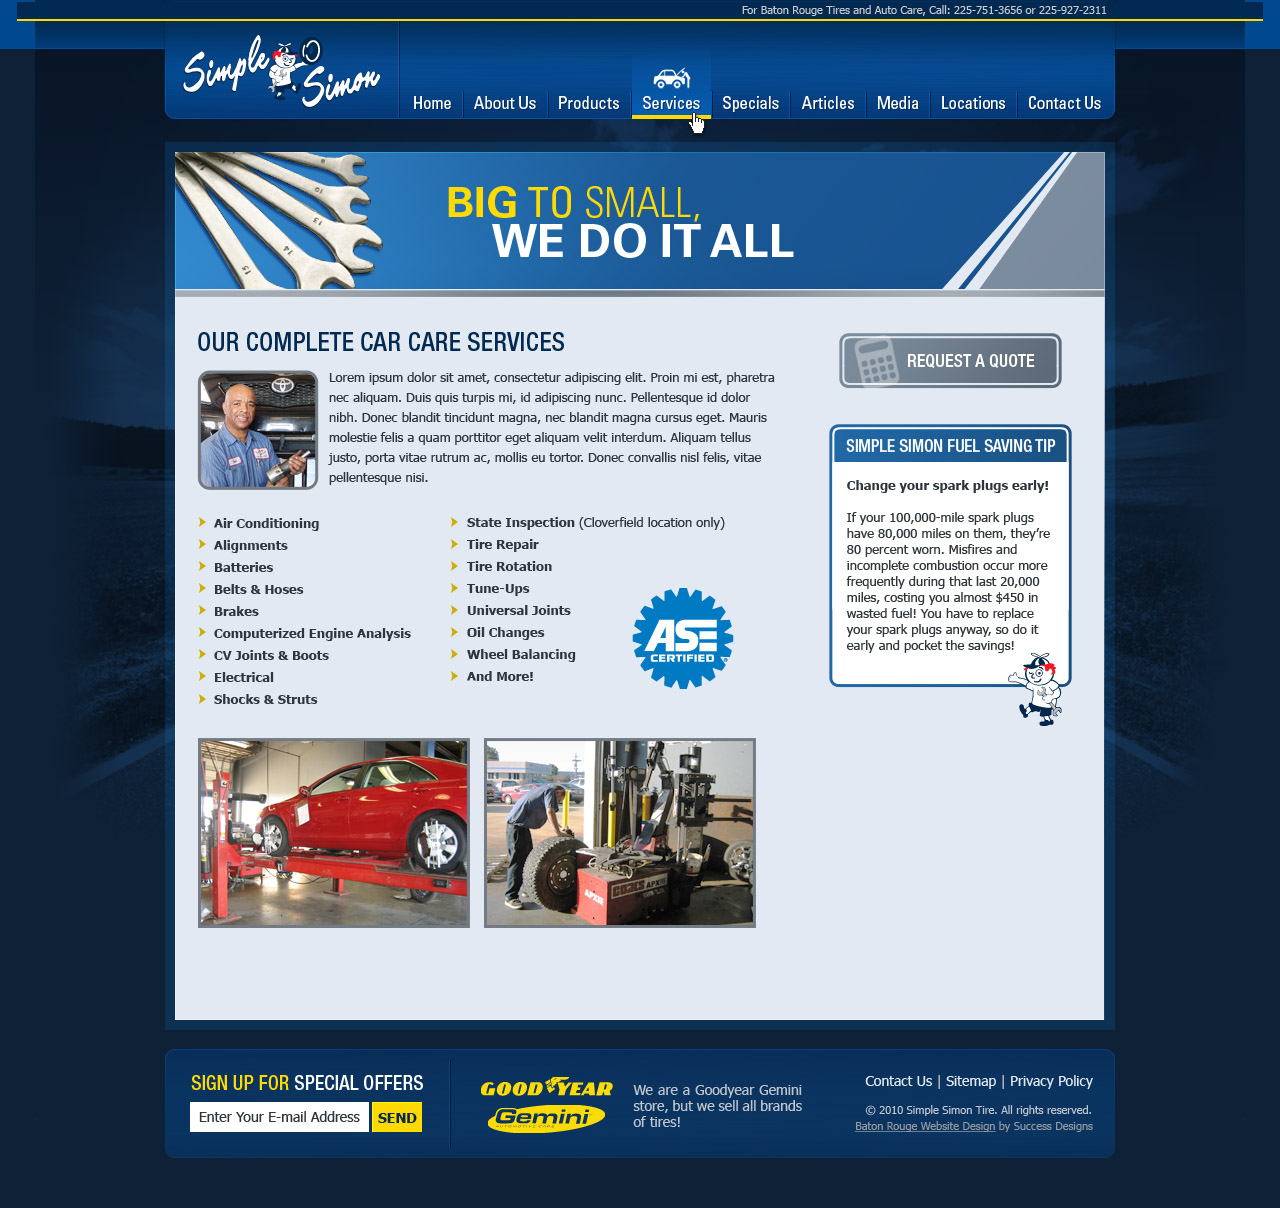 For Baton Rouge Tires and Auto Care, Call: 225-751-3656 or 225-927-2311
Simple Simon
Home
About Us
Products
Services
Specials
Articles
Media
Locations
Contact Us
BIG TO SMALL,
WE DO IT ALL
OUR COMPLETE CAR CARE SERVICES
Lorem ipsum dolor sit amet, consectetur adipiscing elit. Proin mi est, pharetra
nec aliquam. Duis quis turpis mi, id adipiscing nunc. Pellentesque id dolor
nibh. Donec blandit tincidunt magna, nec blandit magna cursus eget. Mauris
molestie felis a quam porttitor eget aliquam velit interdum. Aliquam tellus
justo, porta vitae rutrum ac, mollis eu tortor. Donec convallis nisl felis, vitae
pellentesque nisi.
Air Conditioning
Alignments
Batteries
Belts & Hoses
Brakes
Computerized Engine Analysis
CV Joints & Boots
Electrical
Shocks & Struts
State Inspection (Cloverfield location only)
Tire Repair
Tire Rotation
Tune-Ups
Universal Joints
Oil Changes
Wheel Balancing
And More!
ASE
CERTIFIED
REQUEST A QUOTE
SIMPLE SIMON FUEL SAVING TIP
Change your spark plugs early!
If your 100,000-mile spark plugs
have 80,000 miles on them, they’re
80 percent worn. Misfires and
incomplete combustion occur more
frequently during that last 20,000
miles, costing you almost $450 in
wasted fuel! You have to replace
your spark plugs anyway, so do it
early and pocket the savings!
COATS APX
SIGN UP FOR SPECIAL OFFERS
Enter Your E-mail Address
SEND
GOODYEAR
Gemini
AUTOMOTIVE CARE
We are a Goodyear Gemini
store, but we sell all brands
of tires!
Contact Us | Sitemap | Privacy Policy
© 2010 Simple Simon Tire. All rights reserved.
Baton Rouge Website Design by Success Designs